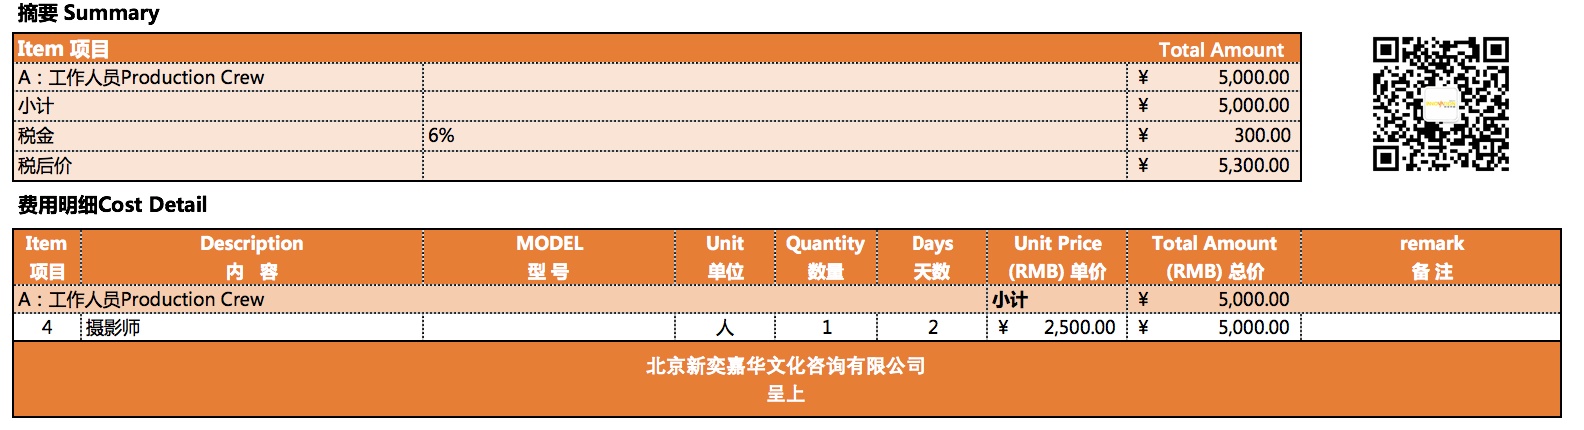 摘要 Summary
Item 项目 Total Amount
A：工作人员Production Crew ¥ 5,000.00
小计 ¥ 5,000.00
税金 6% ¥ 300.00
税后价 ¥ 5,300.00
费用明细Cost Detail
Item Description MODEL Unit Quantity Days Unit Price Total Amount remark
项目 内 容 型 号 单位 数量 天数 (RMB) 单价 (RMB) 总价 备 注
A：工作人员Production Crew 小计 ¥ 5,000.00
4 摄影师 人 1 2 ¥ 2,500.00 ¥ 5,000.00
北京新奕嘉华文化咨询有限公司
呈上